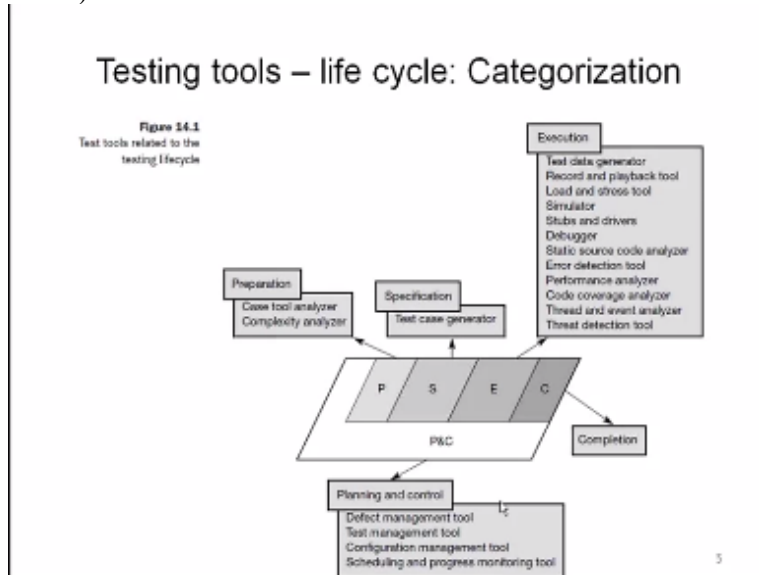 Testing tools – life cycle: Categorization
Figure 14.1
Test tools related to the
testing lifecycle
Execution
Test data generator
Record and playback tool
Load and stress tool
Simulator
Stubs and drivers
Debugger
Static source code analyzer
Error detection tool
Performance analyzer
Code coverage analyzer
Thread and event analyzer
Threat detection tool
Preparation
Case tool analyzer
Complexity analyzer
Specification
Test case generator
P S E C
P&C
Completion
Planning and control
Defect management tool
Test management tool
Configuration management tool
Scheduling and progress monitoring tool